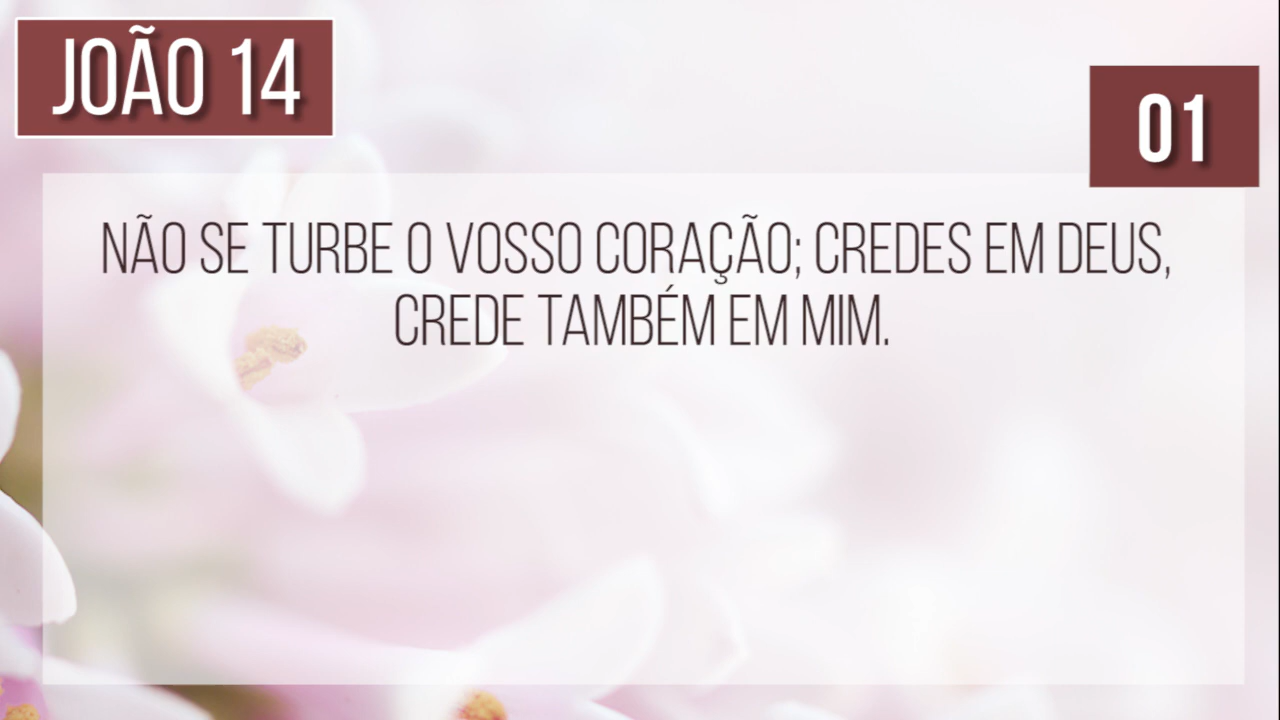 JOÃO 14
01
NÃO SE TURBE O VOSSO CORAÇÃO; CREDES EM DEUS,
CREDE TAMBÉM EM MIM.